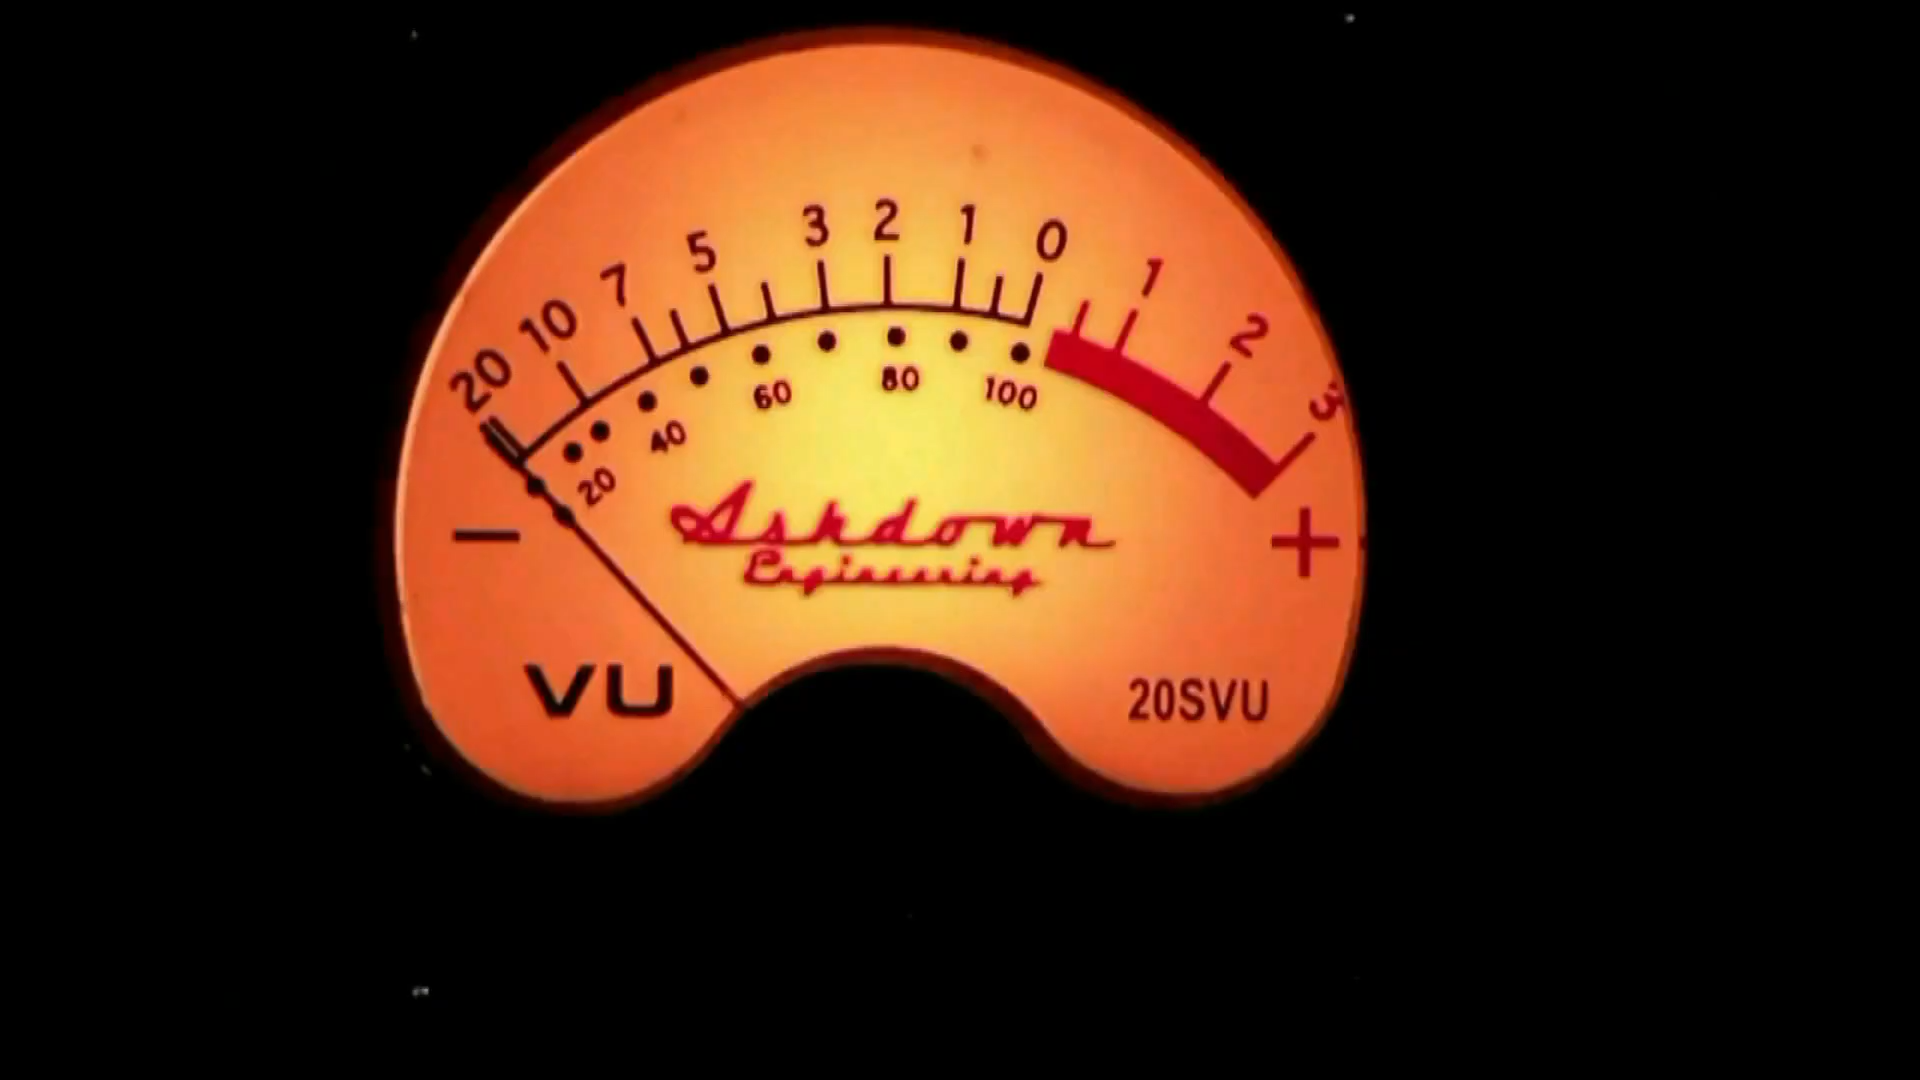 20 10 7 5 3 2 1 0 1 2 3
20 40 60 80 100
− +
Ashdown
Engineering
VU 20SVU